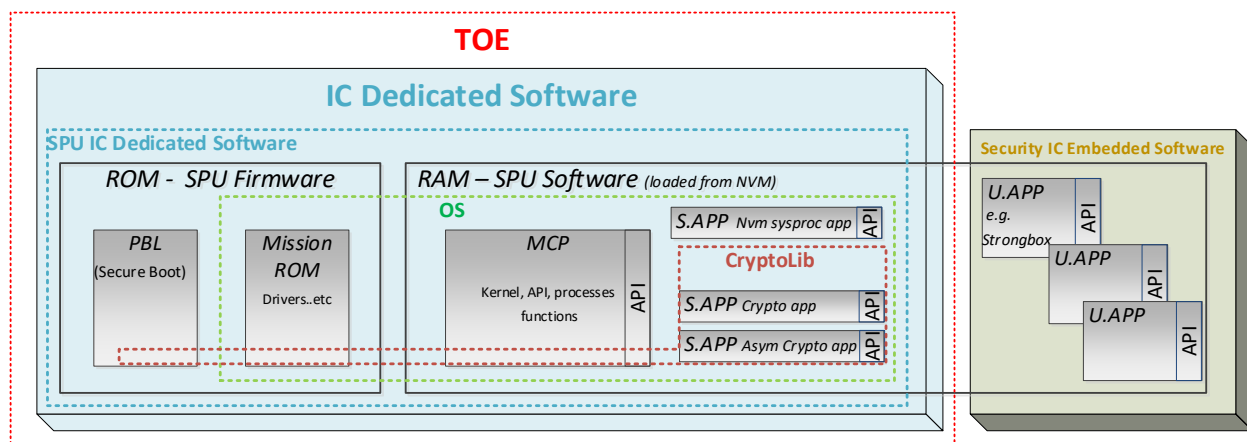 TOE
IC Dedicated Software
SPU IC Dedicated Software
ROM - SPU Firmware
PBL
(Secure Boot)
Mission
ROM
Drivers..etc
RAM – SPU Software (loaded from NVM)
OS
MCP
Kernel, API, processes
functions
API
S.APP Nvm sysproc app
API
CryptoLib
S.APP Crypto app
API
S.APP Asym Crypto app
API
Security IC Embedded Software
U.APP
e.g.
Strongbox
API
U.APP
API
U.APP
API